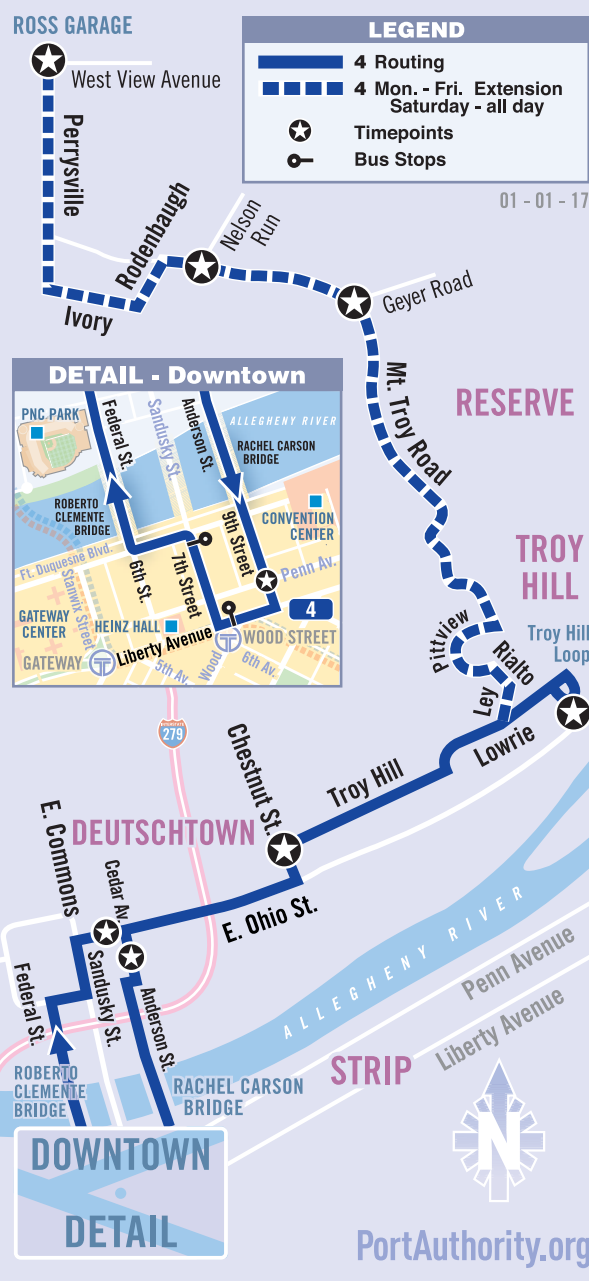 ROSS GARAGE
West View Avenue
LEGEND
4 Routing
4 Mon. - Fri. Extension
Saturday - all day
Timepoints
Bus Stops
01 - 01 - 17
Perrysville
Rodenbaugh
Nelson
Run
Ivory
Geyer Road
Mt. Troy Road
RESERVE
DETAIL - Downtown
PNC PARK
Federal St.
Sandusky St.
Anderson St.
ALLEGHENY RIVER
RACHEL CARSON
BRIDGE
ROBERTO
CLEMENTE
BRIDGE
CONVENTION
CENTER
9th Street
7th Street
6th St.
Ft. Duquesne Blvd.
Stanwix Street
Penn Av.
4
GATEWAY
CENTER
HEINZ HALL
Liberty Avenue
WOOD STREET
GATEWAY
T
T
5th Av.
Wood
6th Av.
TROY
HILL
Troy Hill
Loop
Pittview
Rialto
Ley
Lowrie
INTERSTATE
279
Chestnut St.
Troy Hill
DEUTSCHTOWN
E. Commons
Cedar Av.
E. Ohio St.
Sandusky St.
Federal St.
Anderson St.
ALLEGHENY RIVER
Penn Avenue
Liberty Avenue
STRIP
ROBERTO
CLEMENTE
BRIDGE
RACHEL CARSON
BRIDGE
DOWNTOWN
DETAIL
N
PortAuthority.org